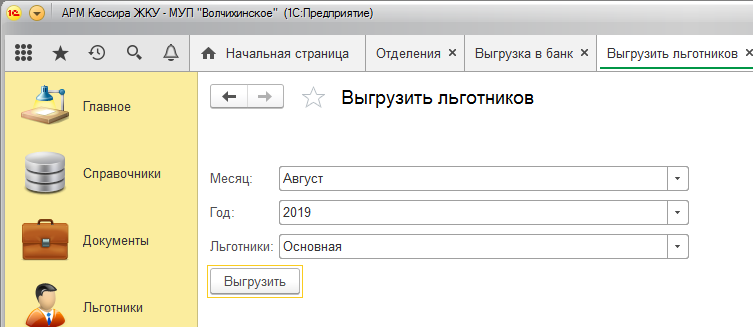 АРМ Кассира ЖКУ - МУП "Волчихинское" (1С:Предприятие)
Начальная страница
Отделения
Выгрузка в банк
Выгрузить льготников
Главное
Справочники
Документы
Льготники
Выгрузить льготников
Месяц: Август
Год: 2019
Льготники: Основная
Выгрузить